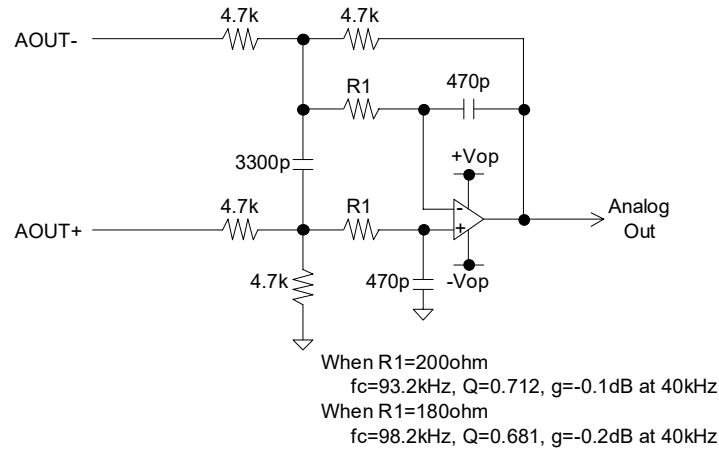 4.7k
4.7k
AOUT-
R1
470p
3300p
+Vop
4.7k
R1
AOUT+
-
+
Analog
Out
4.7k
470p
-Vop
When R1=200ohm
fc=93.2kHz, Q=0.712, g=-0.1dB at 40kHz
When R1=180ohm
fc=98.2kHz, Q=0.681, g=-0.2dB at 40kHz